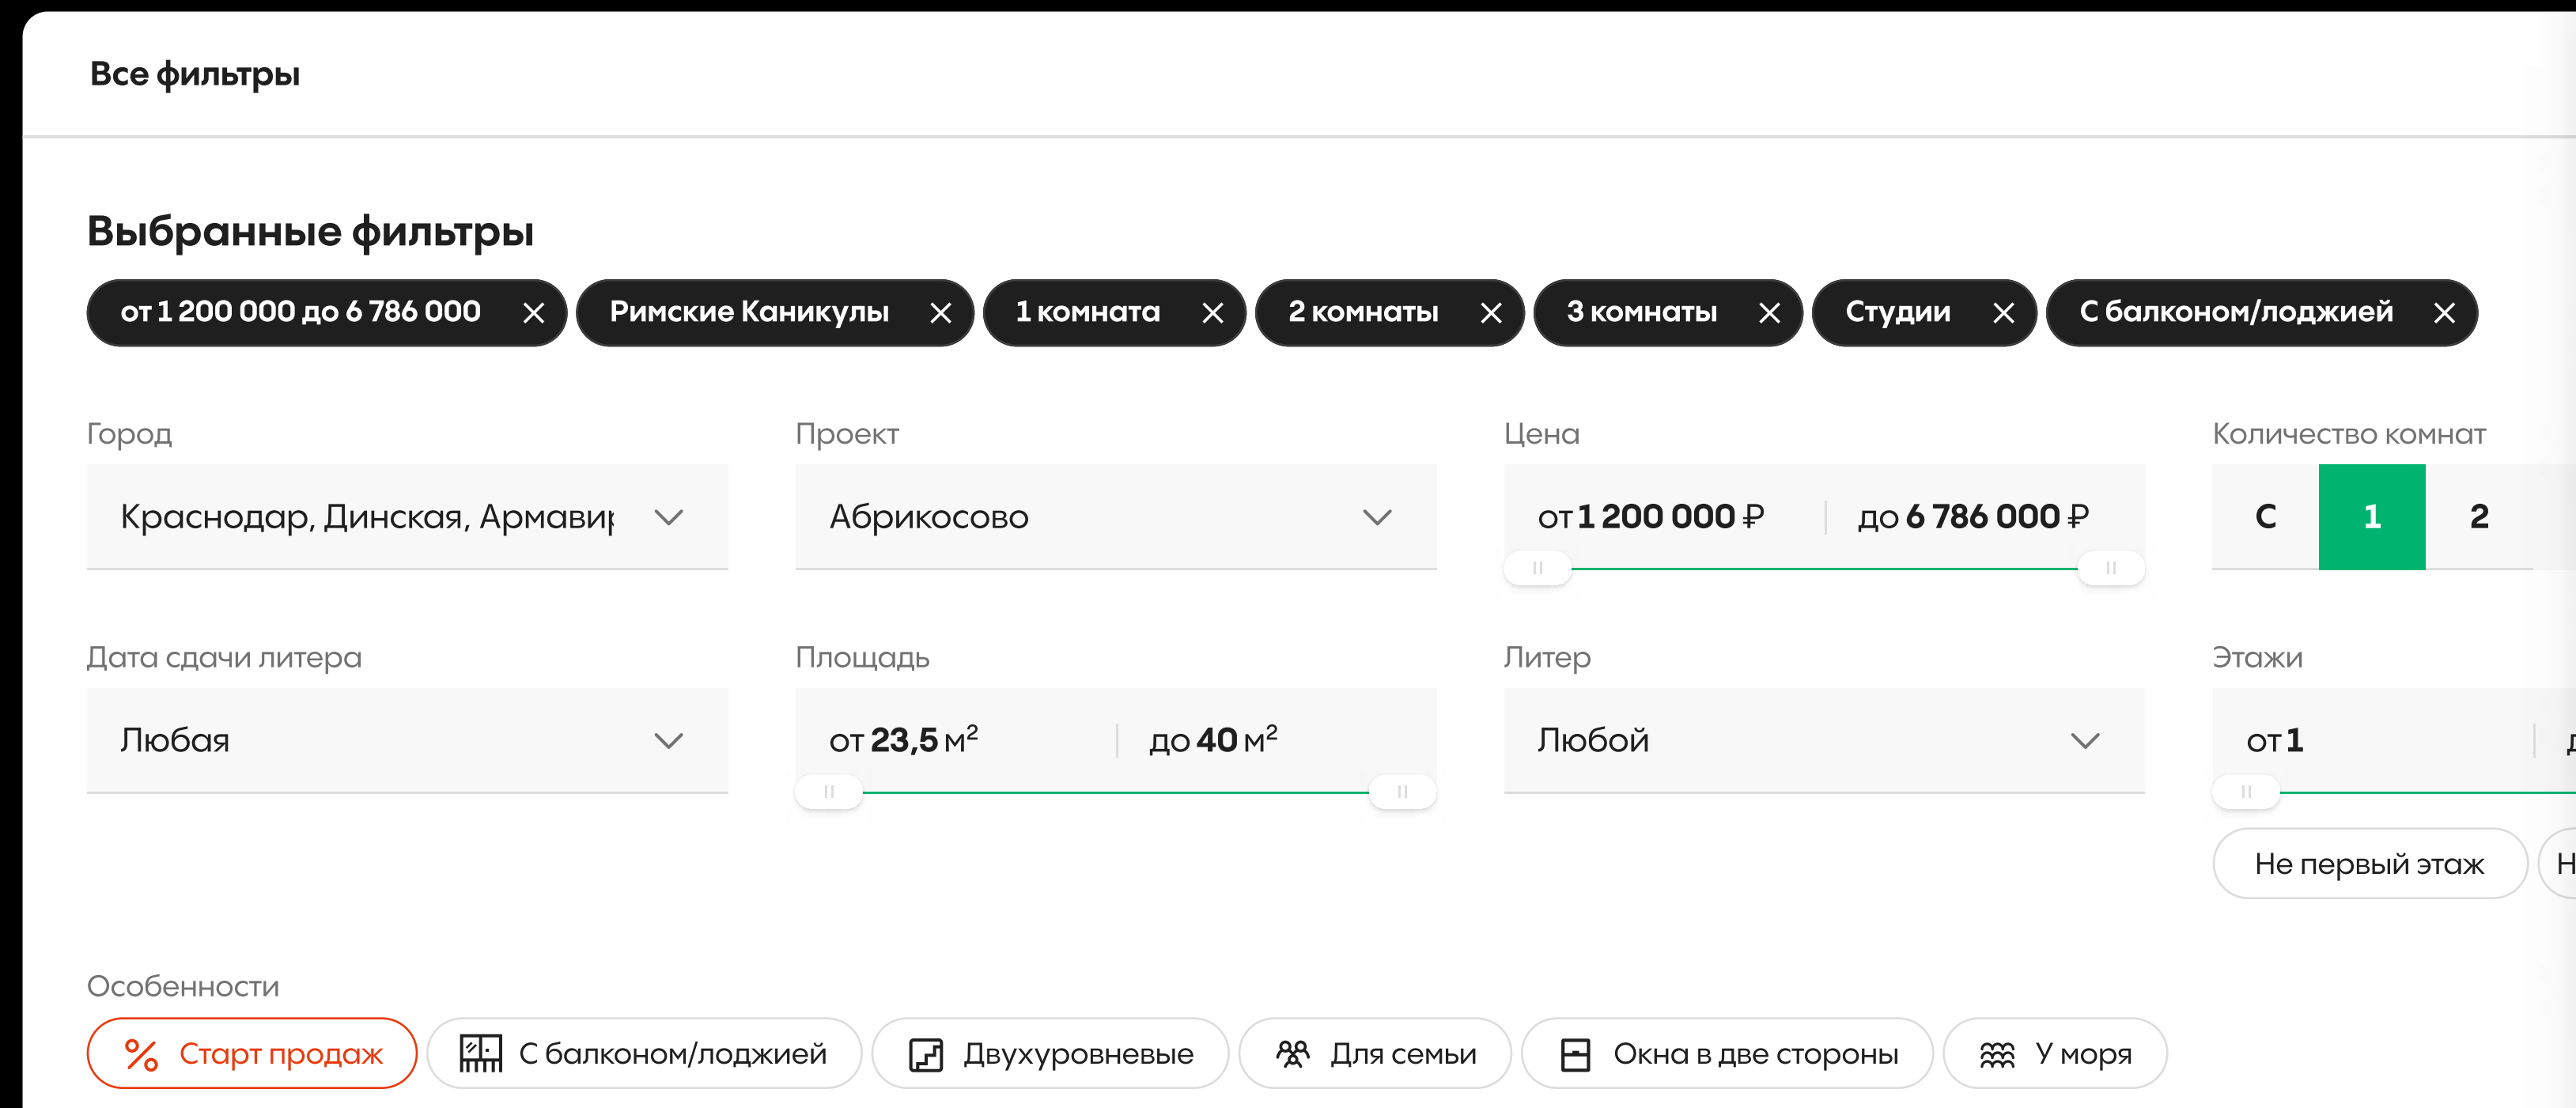 Все фильтры
Выбранные фильтры
от 1 200 000 до 6 786 000
Римские Каникулы
1 комната
2 комнаты
3 комнаты
Студии
С балконом/лоджией
Город
Проект
Цена
Количество комнат
Краснодар, Динская, Армавир
Абрикосово
от 1 200 000 ₽
до 6 786 000 ₽
С
1
2
Дата сдачи литера
Площадь
Литер
Этажи
Любая
от 23,5 м²
до 40 м²
Любой
от 1
Не первый этаж
Особенности
Старт продаж
С балконом/лоджией
Двухуровневые
Для семьи
Окна в две стороны
У моря